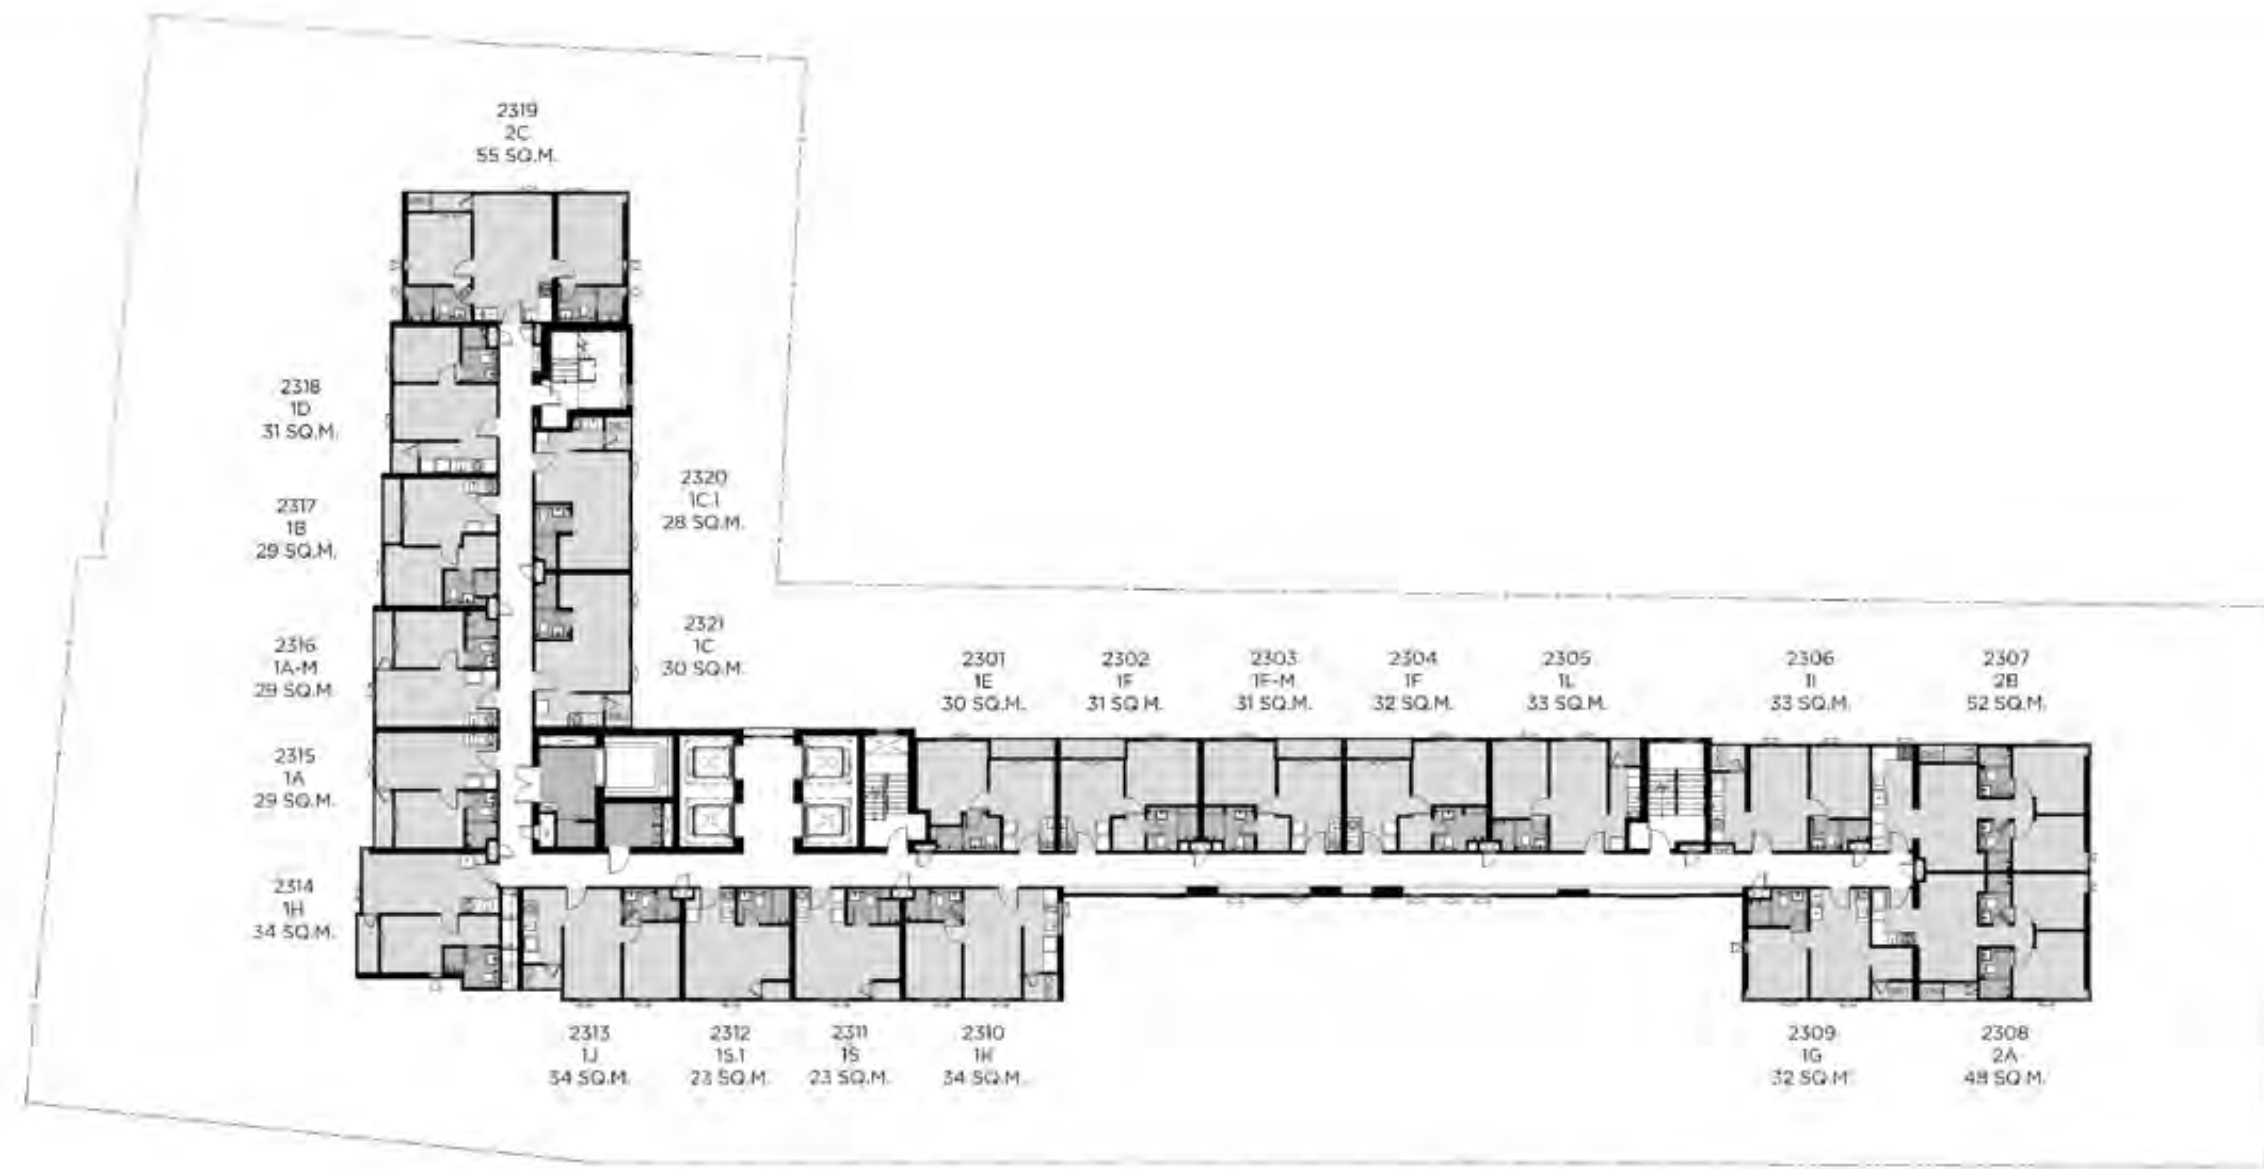 2319
2C
55 SQ.M.
2318
1D
31 SQ.M.
2317
1B
29 SQ.M.
2320
1C.1
28 SQ.M.
2316
1A-M
29 SQ.M.
2321
1C
30 SQ.M.
2315
1A
29 SQ.M.
2314
1H
34 SQ.M.
2301
1E
30 SQ.M.
2302
1F
31 SQ.M.
2303
1F-M
31 SQ.M.
2304
1F
32 SQ.M.
2305
1L
33 SQ.M.
2306
1I
33 SQ.M.
2307
2B
52 SQ.M.
2313
1J
34 SQ.M.
2312
1S.1
23 SQ.M.
2311
1S
23 SQ.M.
2310
1K
34 SQ.M.
2309
1G
32 SQ.M.
2308
2A
48 SQ.M.